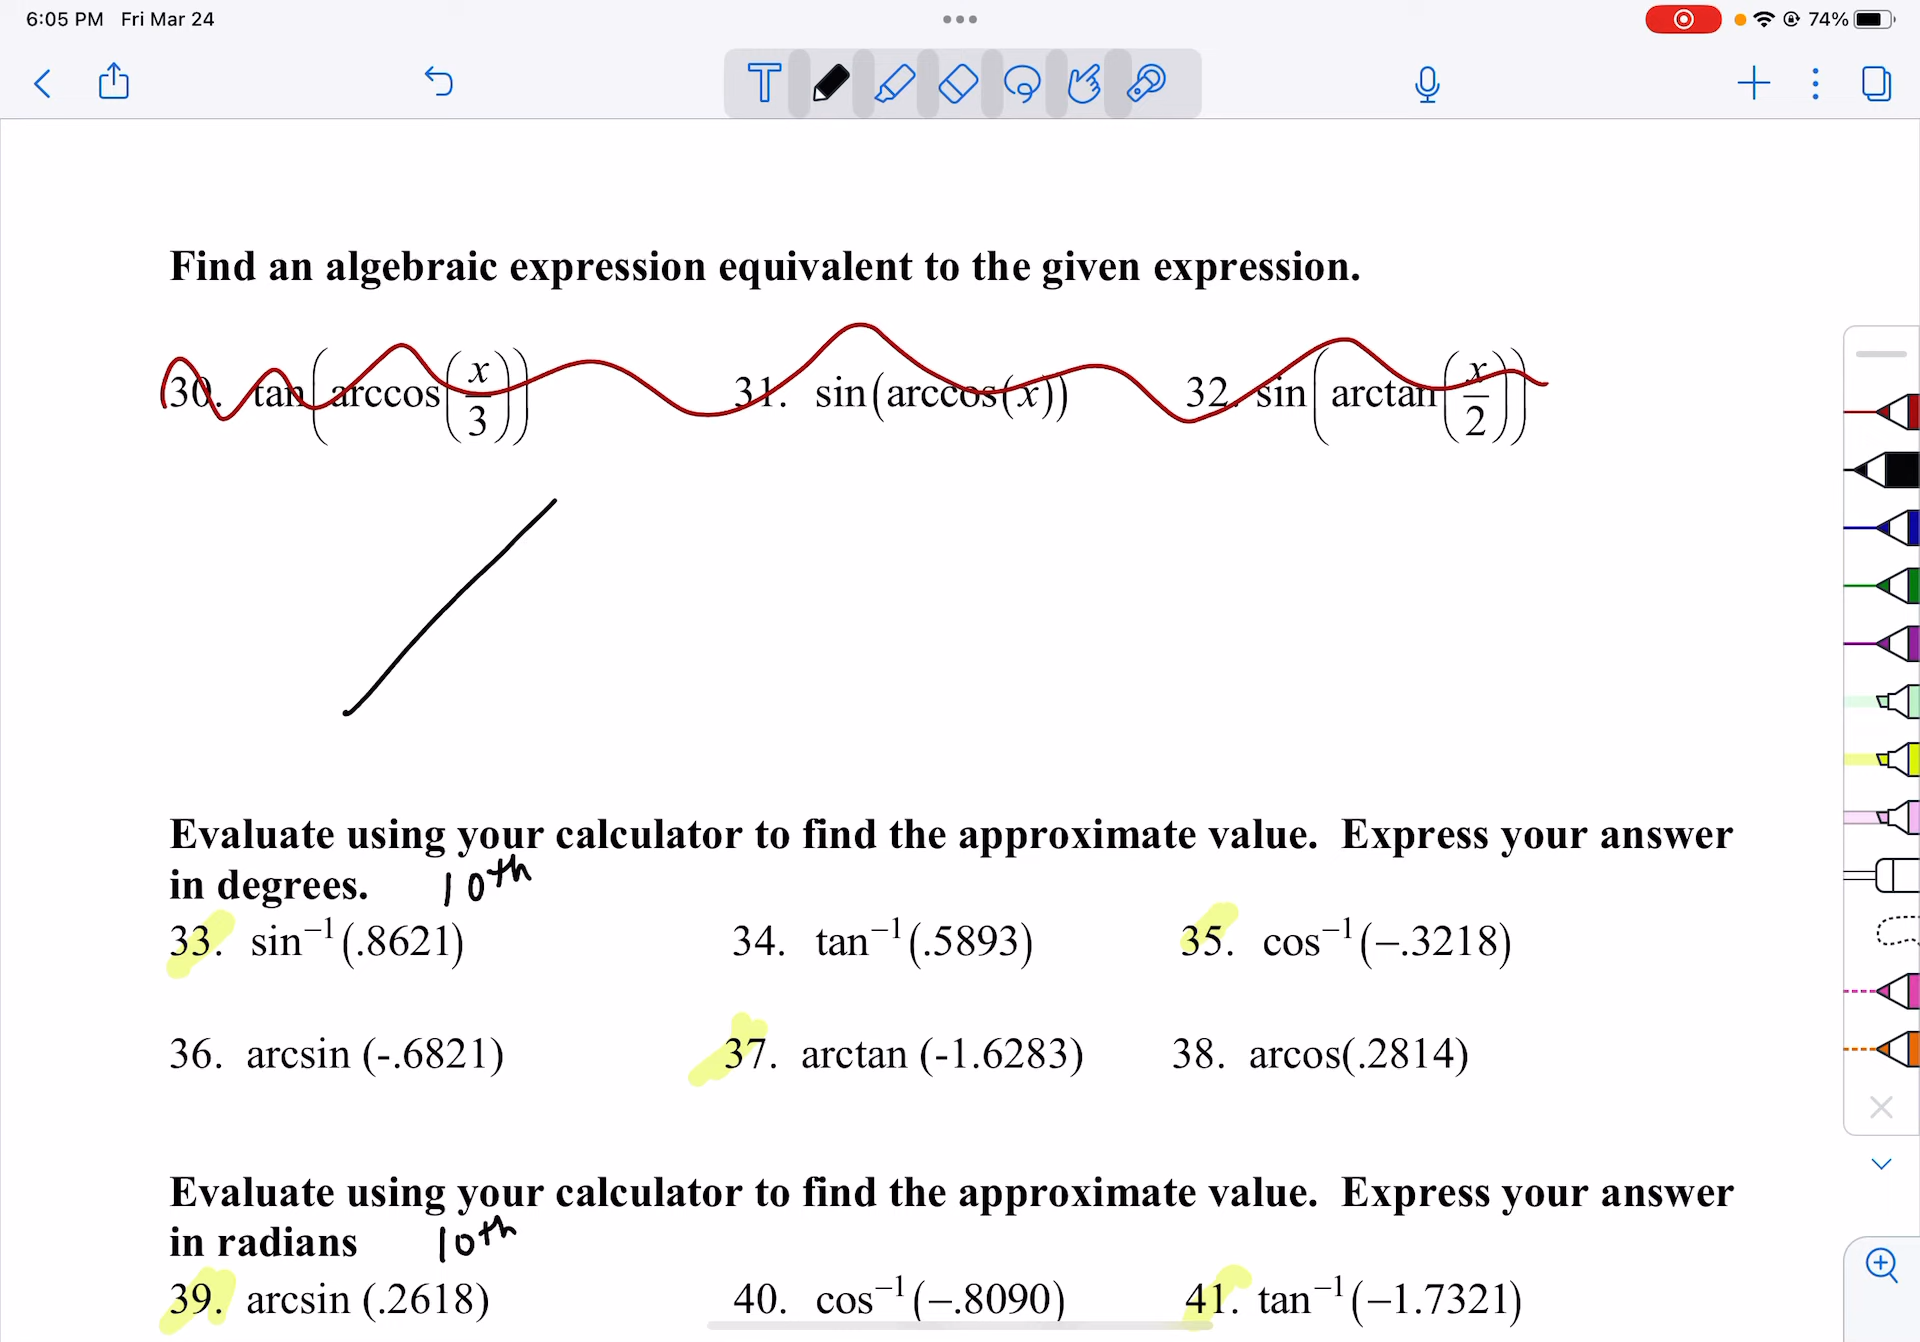 6:05 PM Fri Mar 24 74%
Find an algebraic expression equivalent to the given expression.
30. tan(arccos(x/3)) 31. sin(arccos(x)) 32. sin(arctan(x/2))
Evaluate using your calculator to find the approximate value. Express your answer
in degrees. 10th
33. sin⁻¹(.8621) 34. tan⁻¹(.5893) 35. cos⁻¹(−.3218)
36. arcsin (-.6821) 37. arctan (-1.6283) 38. arcos(.2814)
Evaluate using your calculator to find the approximate value. Express your answer
in radians 10th
39. arcsin (.2618) 40. cos⁻¹(−.8090) 41. tan⁻¹(−1.7321)